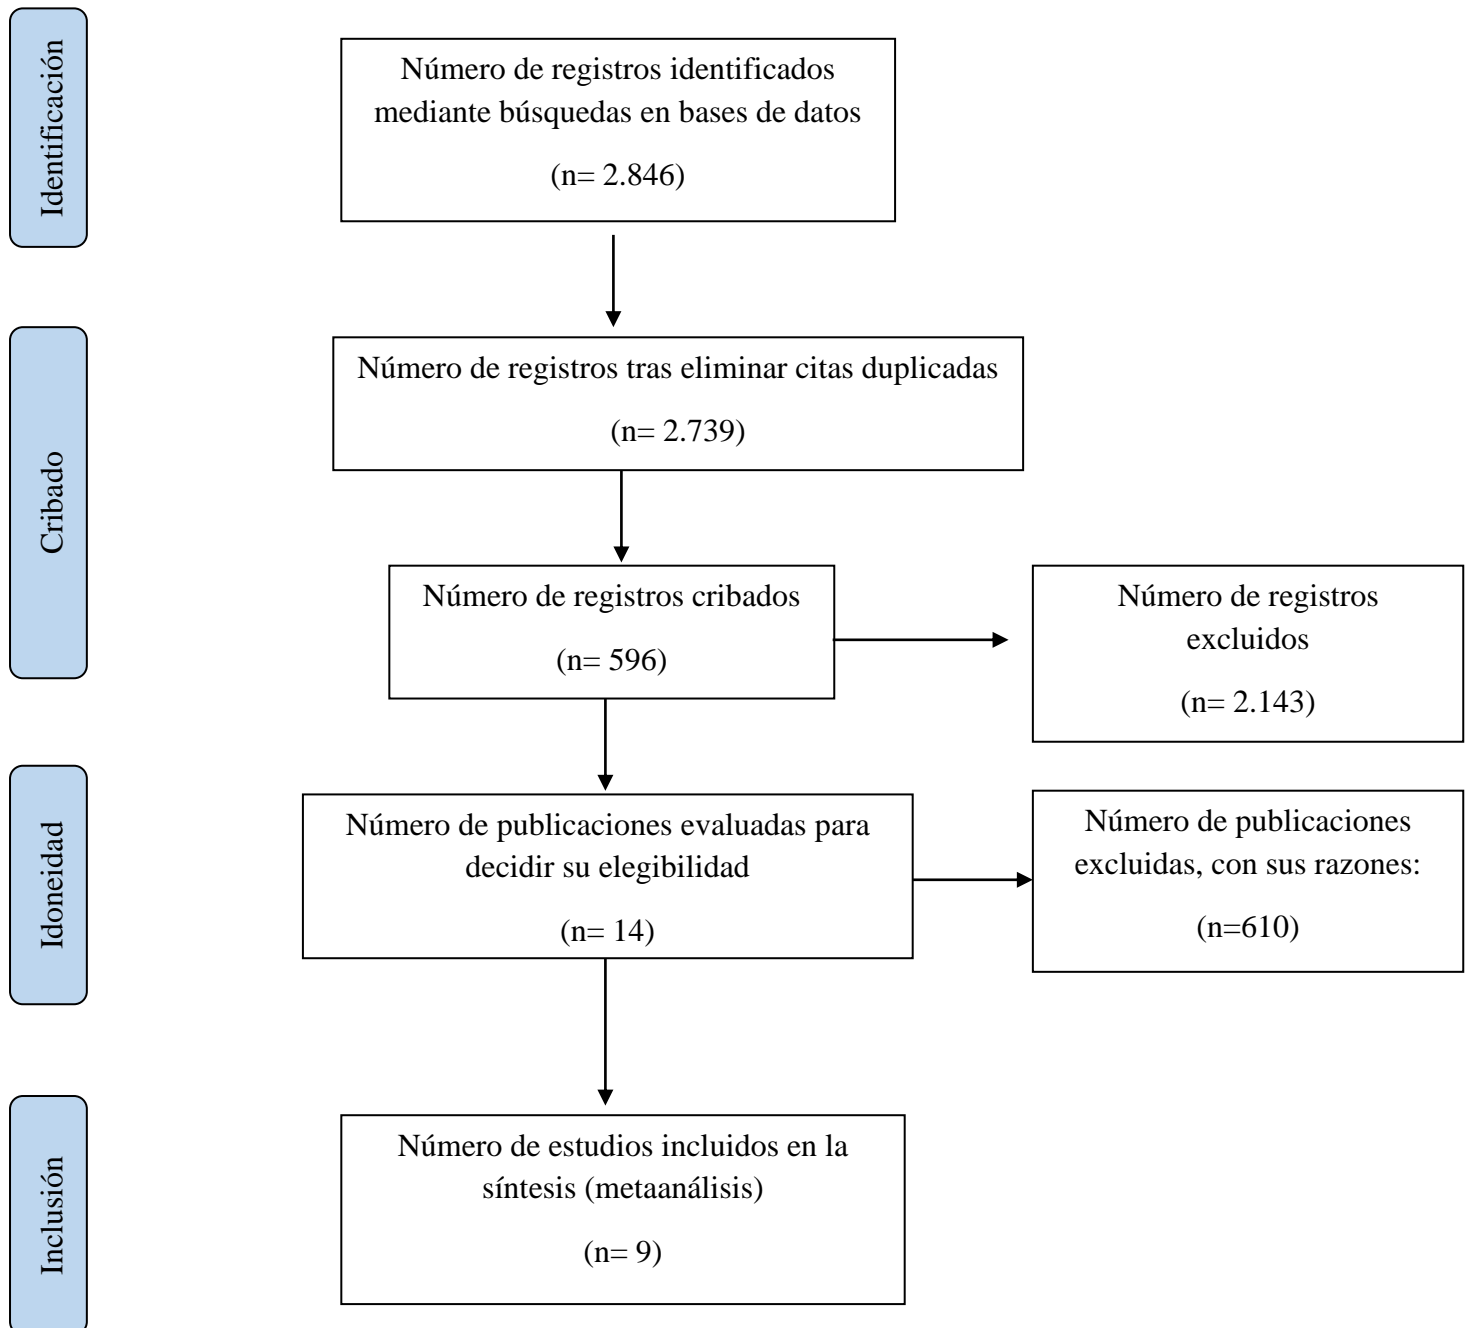 Identificación
Número de registros identificados
mediante búsquedas en bases de datos
(n= 2.846)
Cribado
Número de registros tras eliminar citas duplicadas
(n= 2.739)
Número de registros cribados
(n= 596)
Número de registros
excluidos
(n= 2.143)
Idoneidad
Número de publicaciones evaluadas para
decidir su elegibilidad
(n= 14)
Número de publicaciones
excluidas, con sus razones:
(n=610)
Inclusión
Número de estudios incluidos en la
síntesis (metaanálisis)
(n= 9)